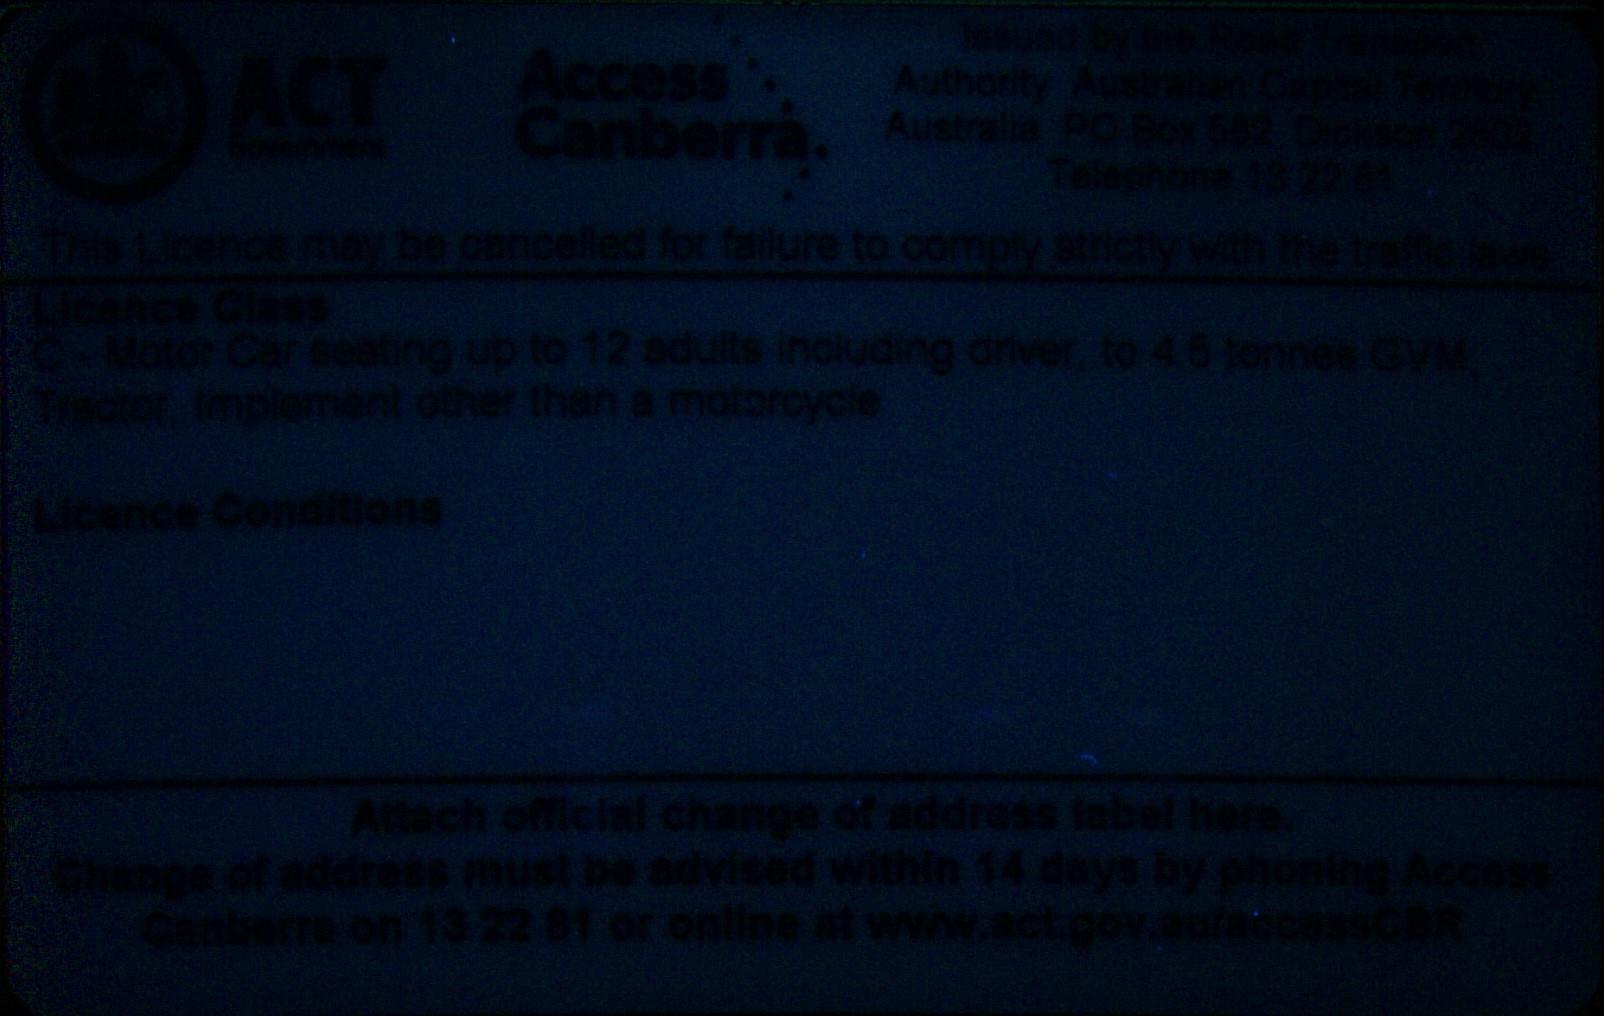 ACT
Government
Access
Canberra.
Issued by the Road Transport
Authority Australian Capital Territory
Australia PO Box 582 Dickson 2602
Telephone 13 22 81
This Licence may be cancelled for failure to comply strictly with the traffic laws
Licence Class
C - Motor Car seating up to 12 adults including driver, to 4.5 tonnes GVM,
Tractor, Implement other than a motorcycle
Licence Conditions
Attach official change of address label here.
Change of address must be advised within 14 days by phoning Access
Canberra on 13 22 81 or online at www.act.gov.au/accessCBR